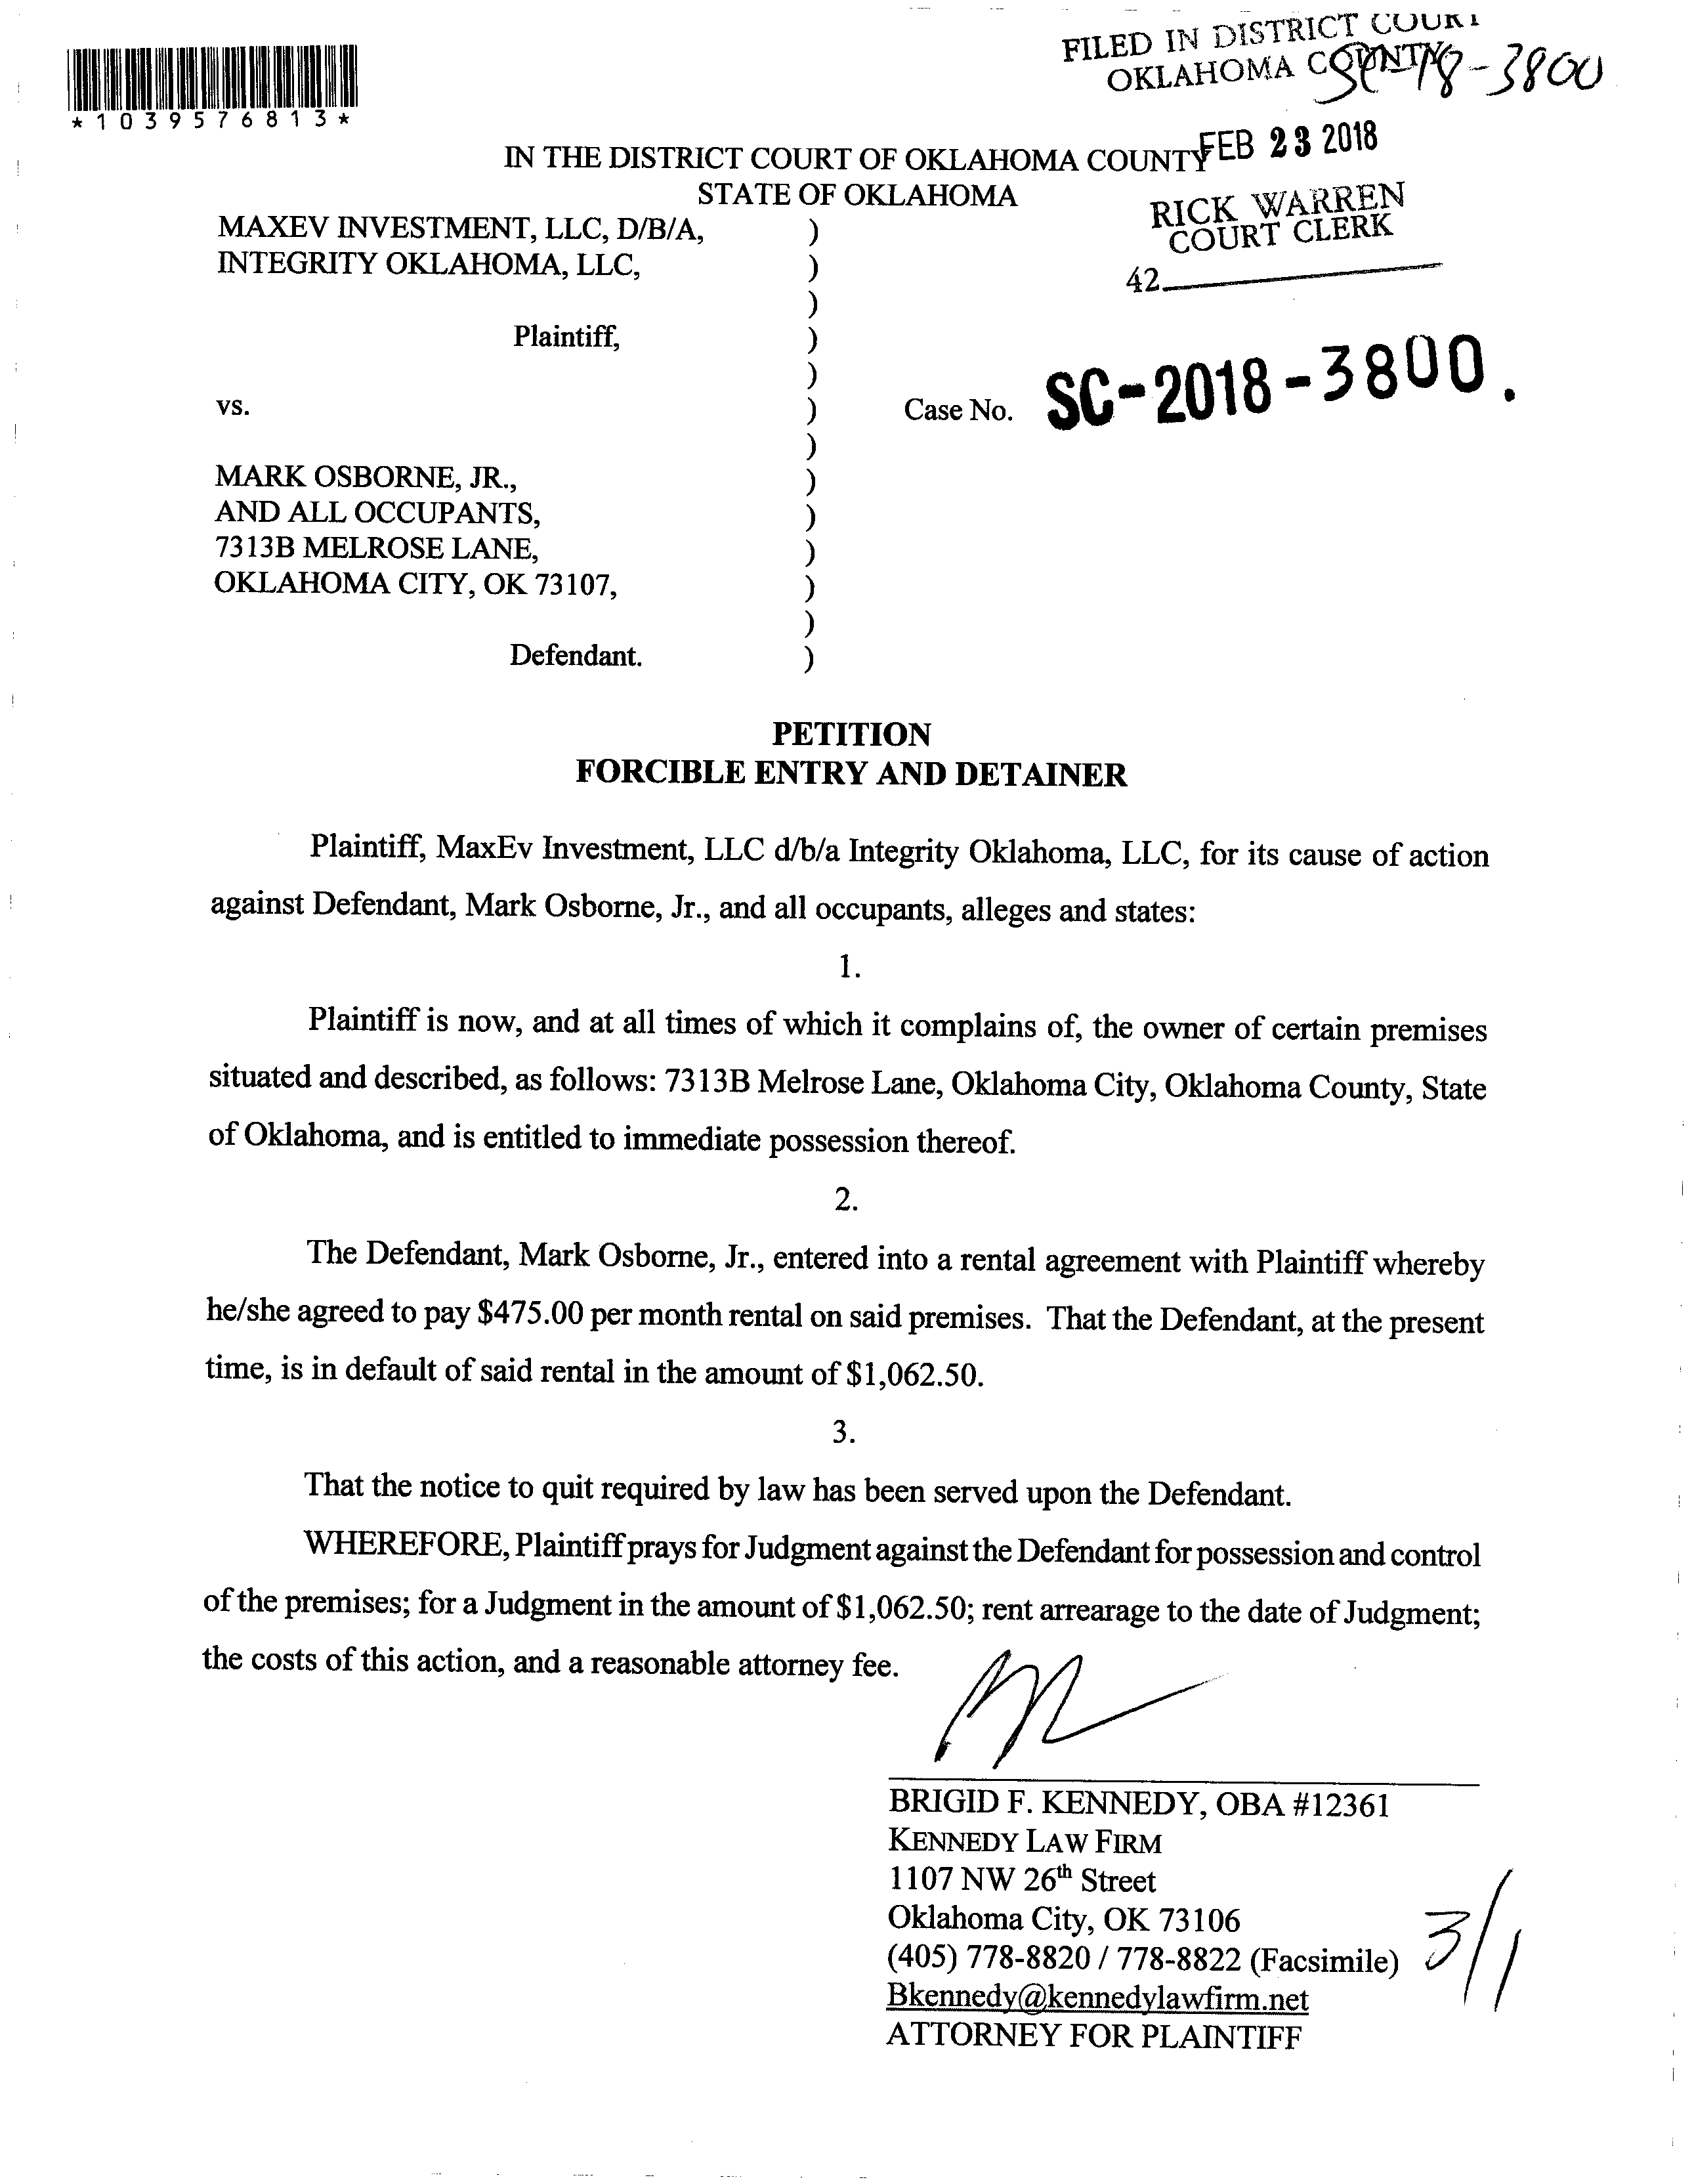 FILED IN DISTRICT COURT
OKLAHOMA COUNTY
SC-18-3800
*1039576813*
FEB 23 2018
IN THE DISTRICT COURT OF OKLAHOMA COUNTY
STATE OF OKLAHOMA
RICK WARREN
COURT CLERK
42
MAXEV INVESTMENT, LLC, D/B/A, )
INTEGRITY OKLAHOMA, LLC, )
)
Plaintiff, )
)
vs. ) Case No. SC-2018-3800.
)
MARK OSBORNE, JR., )
AND ALL OCCUPANTS, )
7313B MELROSE LANE, )
OKLAHOMA CITY, OK 73107, )
)
Defendant. )
PETITION
FORCIBLE ENTRY AND DETAINER
Plaintiff, MaxEv Investment, LLC d/b/a Integrity Oklahoma, LLC, for its cause of action
against Defendant, Mark Osborne, Jr., and all occupants, alleges and states:
1.
Plaintiff is now, and at all times of which it complains of, the owner of certain premises
situated and described, as follows: 7313B Melrose Lane, Oklahoma City, Oklahoma County, State
of Oklahoma, and is entitled to immediate possession thereof.
2.
The Defendant, Mark Osborne, Jr., entered into a rental agreement with Plaintiff whereby
he/she agreed to pay $475.00 per month rental on said premises. That the Defendant, at the present
time, is in default of said rental in the amount of $1,062.50.
3.
That the notice to quit required by law has been served upon the Defendant.
WHEREFORE, Plaintiff prays for Judgment against the Defendant for possession and control
of the premises; for a Judgment in the amount of $1,062.50; rent arrearage to the date of Judgment;
the costs of this action, and a reasonable attorney fee.
BRIGID F. KENNEDY, OBA #12361
KENNEDY LAW FIRM
1107 NW 26th Street
Oklahoma City, OK 73106
(405) 778-8820 / 778-8822 (Facsimile)
Bkennedy@kennedylawfirm.net
ATTORNEY FOR PLAINTIFF
3/1